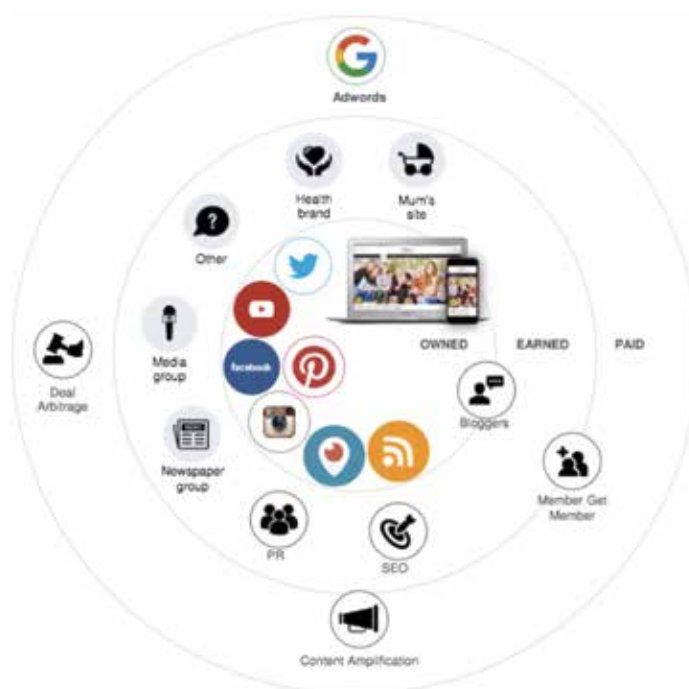 Adwords
Health
brand
Mum's
site
?
Other
Media
group
facebook
OWNED
EARNED
PAID
Deal
Arbitrage
Bloggers
Newspaper
group
Member Get
Member
PR
SEO
Content Amplification